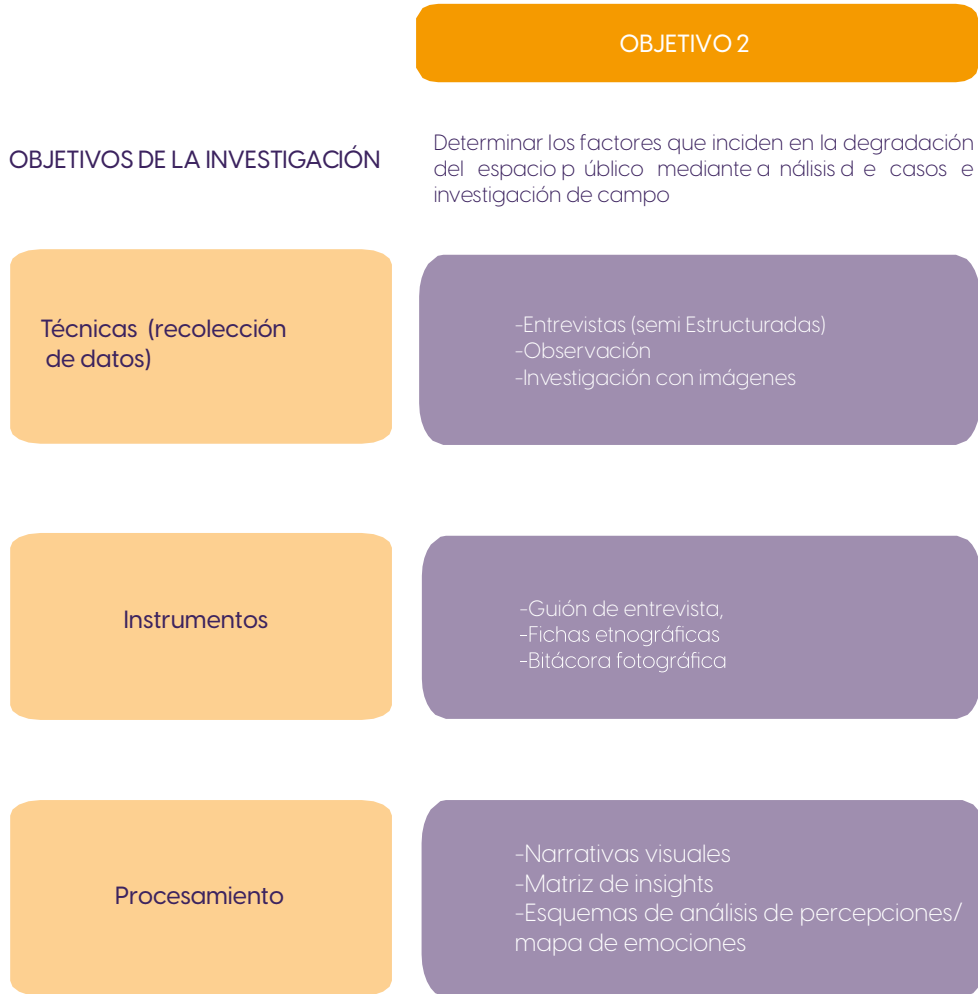 OBJETIVO 2
OBJETIVOS DE LA INVESTIGACIÓN
Determinar los factores que inciden en la degradación
del espacio p úblico mediante a nálisis d e casos e
investigación de campo
Técnicas (recolección
de datos)
-Entrevistas (semi Estructuradas)
-Observación
-Investigación con imágenes
Instrumentos
-Guión de entrevista,
-Fichas etnográficas
-Bitácora fotográfica
Procesamiento
-Narrativas visuales
-Matriz de insights
-Esquemas de análisis de percepciones/
mapa de emociones